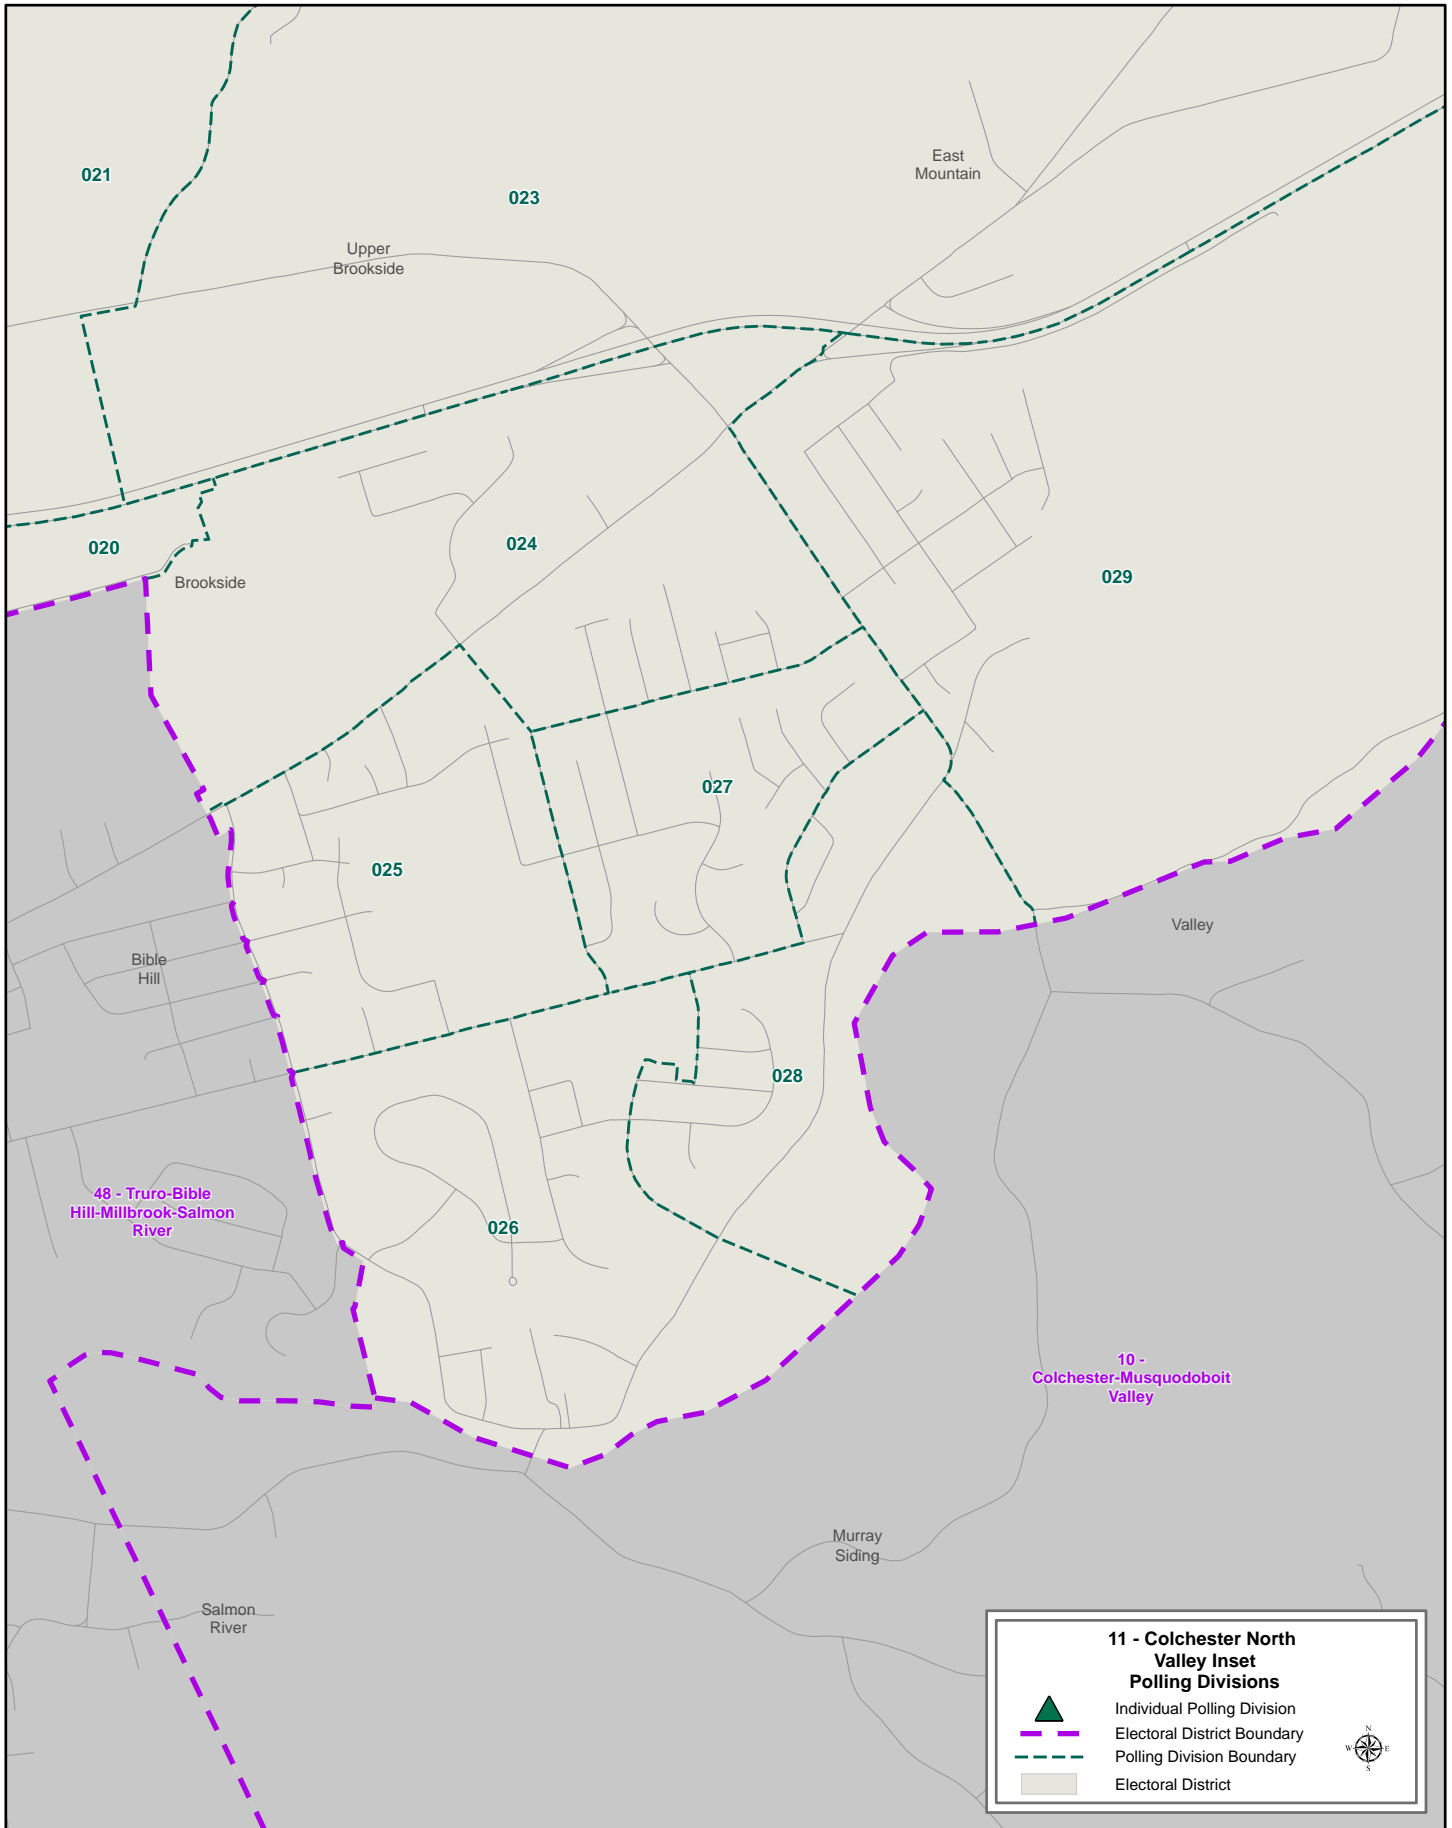 021
023
East
Mountain
Upper
Brookside
020
Brookside
024
029
027
025
Valley
Bible
Hill
028
48 - Truro-Bible
Hill-Millbrook-Salmon
River
026
10 -
Colchester-Musquodoboit
Valley
Murray
Siding
Salmon
River
11 - Colchester North
Valley Inset
Polling Divisions
Individual Polling Division
Electoral District Boundary
Polling Division Boundary
Electoral District
N
W E
S